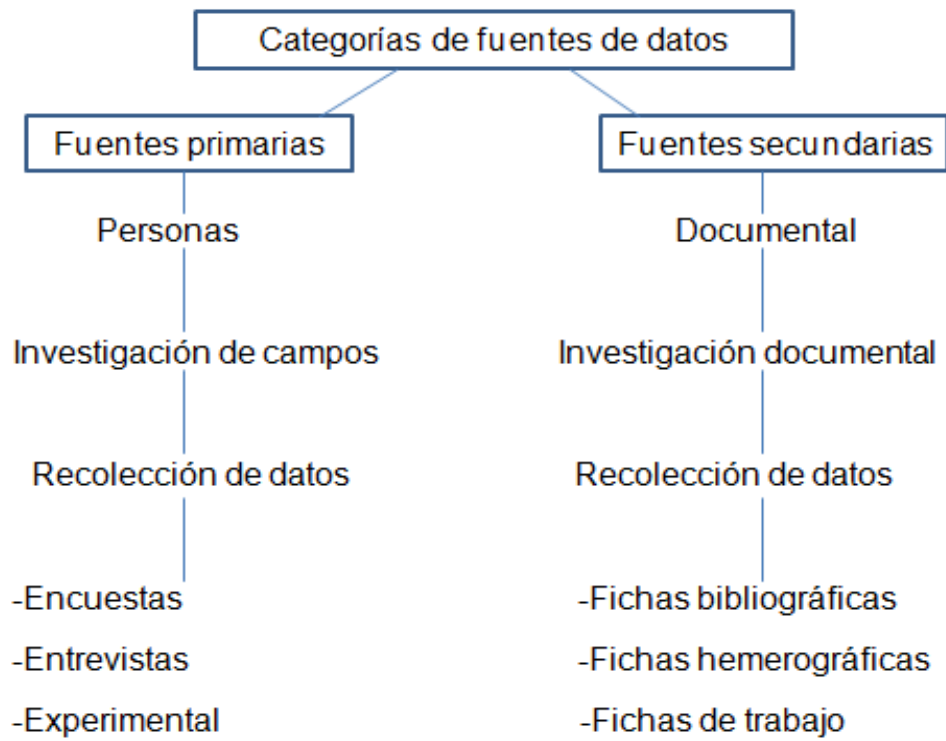 Categorías de fuentes de datos
Fuentes primarias
Personas
Investigación de campos
Recolección de datos
-Encuestas
-Entrevistas
-Experimental
Fuentes secundarias
Documental
Investigación documental
Recolección de datos
-Fichas bibliográficas
-Fichas hemerográficas
-Fichas de trabajo